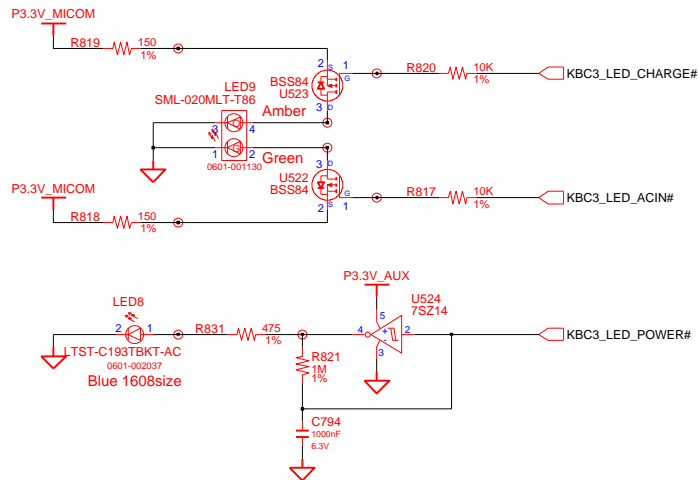 P3.3V_MICOM
R819 150
1%
2 S 1
G
BSS84
U523
3 D
R820 10K
1%
KBC3_LED_CHARGE#
LED9
SML-020MLT-T86
Amber
3 4
1 2
Green
0601-001130
3 D
U522
BSS84
G
2 S 1
R817 10K
1%
KBC3_LED_ACIN#
P3.3V_MICOM
R818 150
1%
P3.3V_AUX
U524
7SZ14
5
4 + 2
-
3
LED8
2 1
R831 475
1%
KBC3_LED_POWER#
LTST-C193TBKT-AC
0601-002037
Blue 1608size
R821
1M
1%
C794
1000nF
6.3V